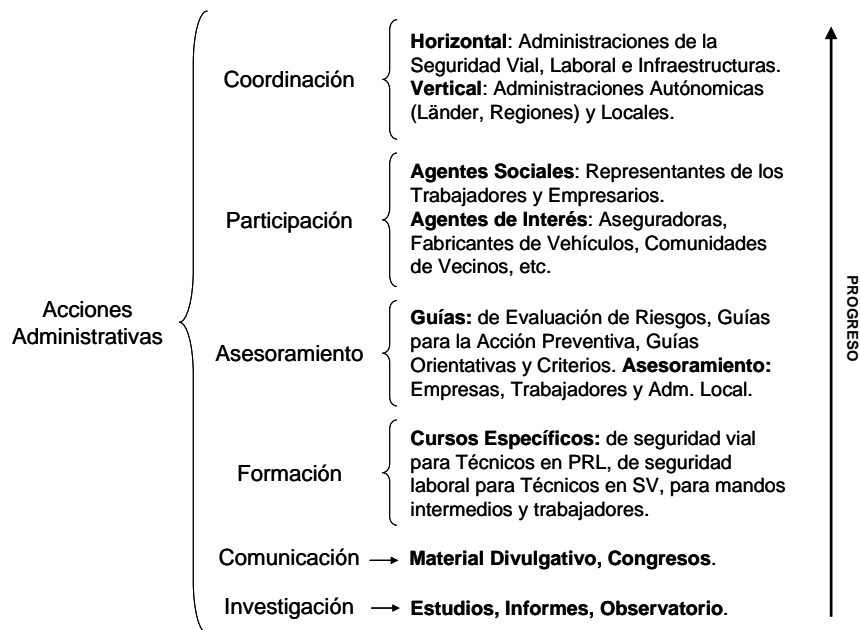 Acciones
Administrativas
Coordinación
Horizontal: Administraciones de la
Seguridad Vial, Laboral e Infraestructuras.
Vertical: Administraciones Autónomicas
(Länder, Regiones) y Locales.
Participación
Agentes Sociales: Representantes de los
Trabajadores y Empresarios.
Agentes de Interés: Aseguradoras,
Fabricantes de Vehículos, Comunidades
de Vecinos, etc.
Asesoramiento
Guías: de Evaluación de Riesgos, Guías
para la Acción Preventiva, Guías
Orientativas y Criterios. Asesoramiento:
Empresas, Trabajadores y Adm. Local.
Formación
Cursos Específicos: de seguridad vial
para Técnicos en PRL, de seguridad
laboral para Técnicos en SV, para mandos
intermedios y trabajadores.
Comunicación
Material Divulgativo, Congresos.
Investigación
Estudios, Informes, Observatorio.
PROGRESO